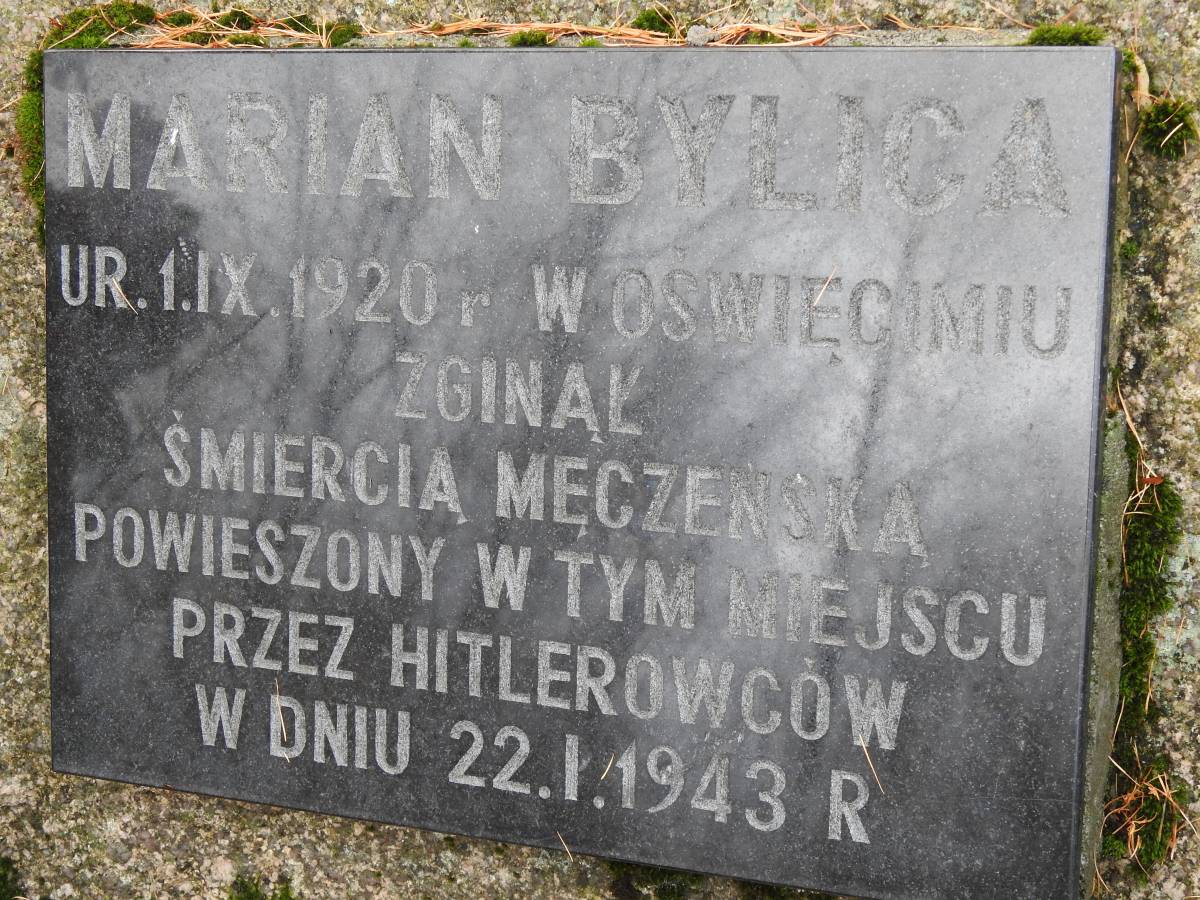 MARIAN BYLICA
UR. 1.IX.1920 r W OŚWIĘCIMIU
ZGINĄŁ
ŚMIERCIĄ MĘCZEŃSKĄ
POWIESZONY W TYM MIEJSCU
PRZEZ HITLEROWCÓW
W DNIU 22.I.1943 R